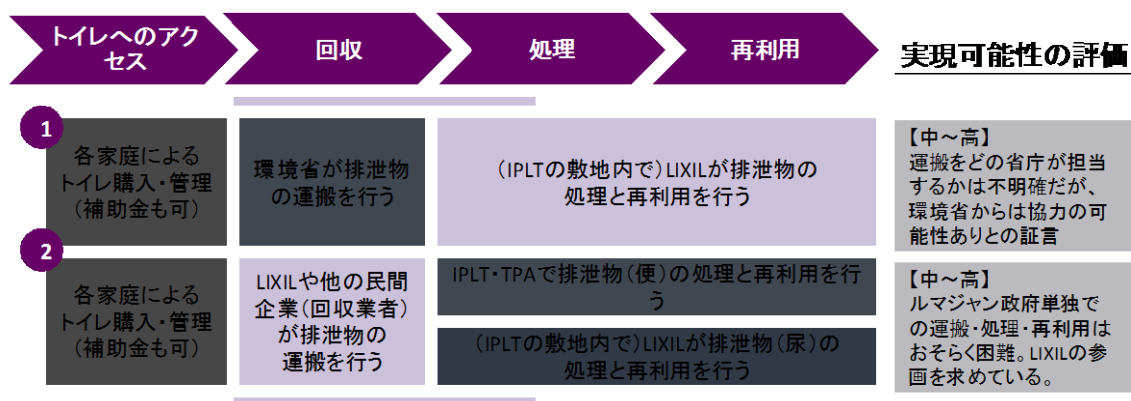 トイレへのアク
セス
回収
処理
再利用
実現可能性の評価
1
各家庭による
トイレ購入・管理
(補助金も可)
環境省が排泄物
の運搬を行う
(IPLTの敷地内で)LIXILが排泄物の
処理と再利用を行う
【中～高】
運搬をどの省庁が担当
するかは不明確だが、
環境省からは協力の可
能性ありとの証言
2
各家庭による
トイレ購入・管理
(補助金も可)
LIXILや他の民間
企業(回収業者)
が排泄物の
運搬を行う
IPLT・TPAで排泄物(便)の処理と再利用を行
う
(IPLTの敷地内で)LIXILが排泄物(尿)の
処理と再利用を行う
【中～高】
ルマジャン政府単独で
の運搬・処理・再利用は
おそらく困難。LIXILの参
画を求めている。